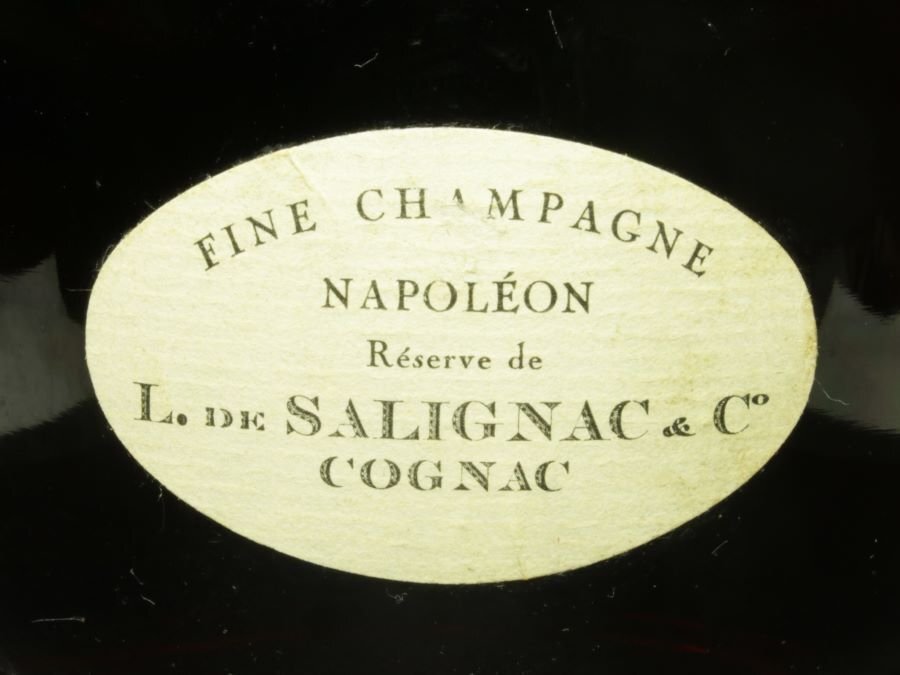 FINE CHAMPAGNE
NAPOLÉON
Réserve de
L. DE SALIGNAC & Cº
COGNAC